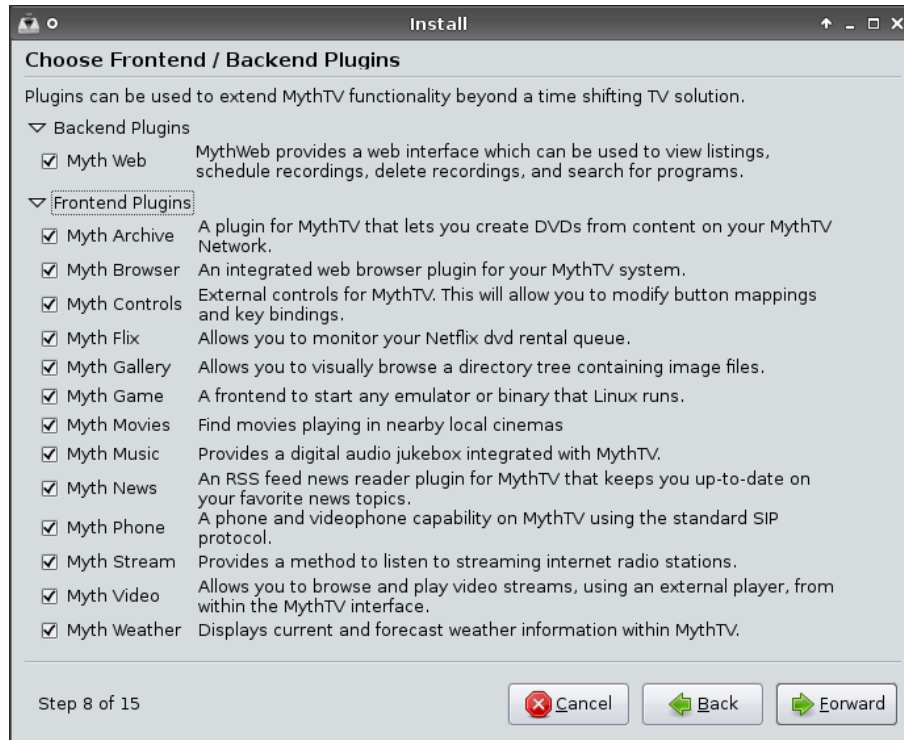 Install
Choose Frontend / Backend Plugins
Plugins can be used to extend MythTV functionality beyond a time shifting TV solution.
Backend Plugins
Myth Web
MythWeb provides a web interface which can be used to view listings,
schedule recordings, delete recordings, and search for programs.
Frontend Plugins
Myth Archive
A plugin for MythTV that lets you create DVDs from content on your MythTV
Network.
Myth Browser
An integrated web browser plugin for your MythTV system.
Myth Controls
External controls for MythTV. This will allow you to modify button mappings
and key bindings.
Myth Flix
Allows you to monitor your Netflix dvd rental queue.
Myth Gallery
Allows you to visually browse a directory tree containing image files.
Myth Game
A frontend to start any emulator or binary that Linux runs.
Myth Movies
Find movies playing in nearby local cinemas
Myth Music
Provides a digital audio jukebox integrated with MythTV.
Myth News
An RSS feed news reader plugin for MythTV that keeps you up-to-date on
your favorite news topics.
Myth Phone
A phone and videophone capability on MythTV using the standard SIP
protocol.
Myth Stream
Provides a method to listen to streaming internet radio stations.
Myth Video
Allows you to browse and play video streams, using an external player, from
within the MythTV interface.
Myth Weather
Displays current and forecast weather information within MythTV.
Step 8 of 15
Cancel
Back
Forward